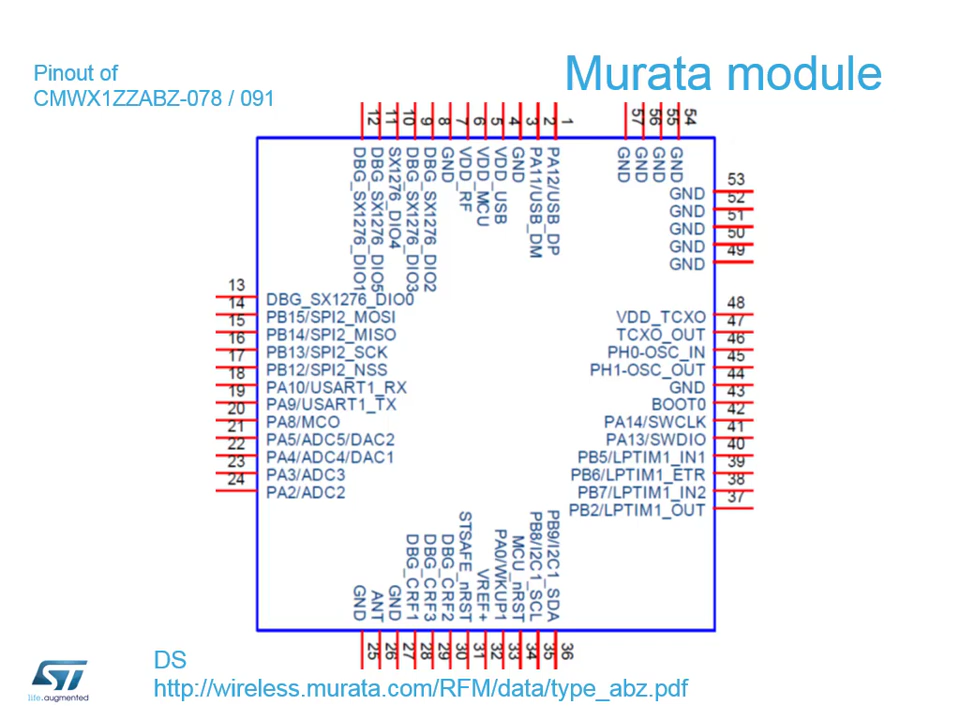 Pinout of
CMWX1ZZABZ-078 / 091
Murata module
12 11 10 9 8 7 6 5 4 3 2 1
57 56 55 54
DBG_SX1276_DIO1
DBG_SX1276_DIO5
SX1276_DIO4
DBG_SX1276_DIO3
DBG_SX1276_DIO2
GND
VDD_RF
VDD_MCU
VDD_USB
GND
PA11/USB_DM
PA12/USB_DP
GND
GND
GND
GND
53
GND
52
GND
51
GND
50
GND
49
GND
13
DBG_SX1276_DIO0
14
PB15/SPI2_MOSI
15
PB14/SPI2_MISO
16
PB13/SPI2_SCK
17
PB12/SPI2_NSS
18
PA10/USART1_RX
19
PA9/USART1_TX
20
PA8/MCO
21
PA5/ADC5/DAC2
22
PA4/ADC4/DAC1
23
PA3/ADC3
24
PA2/ADC2
48
VDD_TCXO
47
TCXO_OUT
46
PH0-OSC_IN
45
PH1-OSC_OUT
44
GND
43
BOOT0
42
PA14/SWCLK
41
PA13/SWDIO
40
PB5/LPTIM1_IN1
39
PB6/LPTIM1_ETR
38
PB7/LPTIM1_IN2
37
PB2/LPTIM1_OUT
GND
ANT
GND
DBG_CRF1
DBG_CRF3
DBG_CRF2
STSAFE_nRST
VREF+
PA0/WKUP1
MCU_nRST
PB8/I2C1_SCL
PB9/I2C1_SDA
25 26 27 28 29 30 31 32 33 34 35 36
ST
life.augmented
DS
http://wireless.murata.com/RFM/data/type_abz.pdf